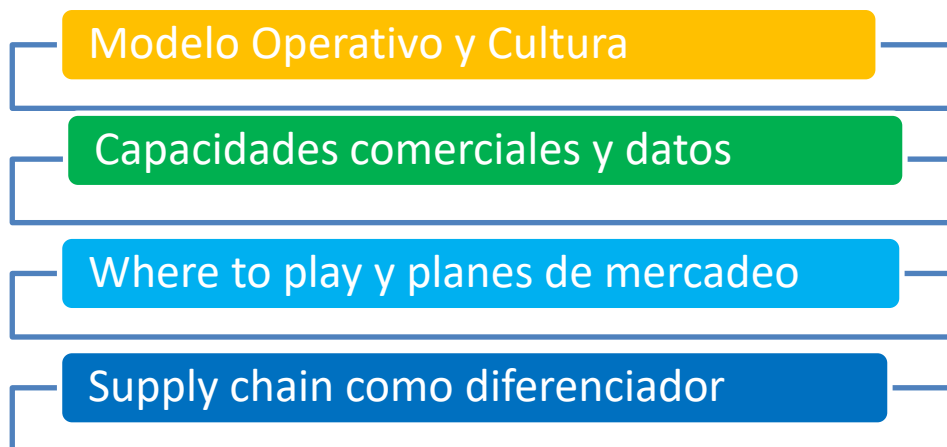 Modelo Operativo y Cultura
Capacidades comerciales y datos
Where to play y planes de mercadeo
Supply chain como diferenciador